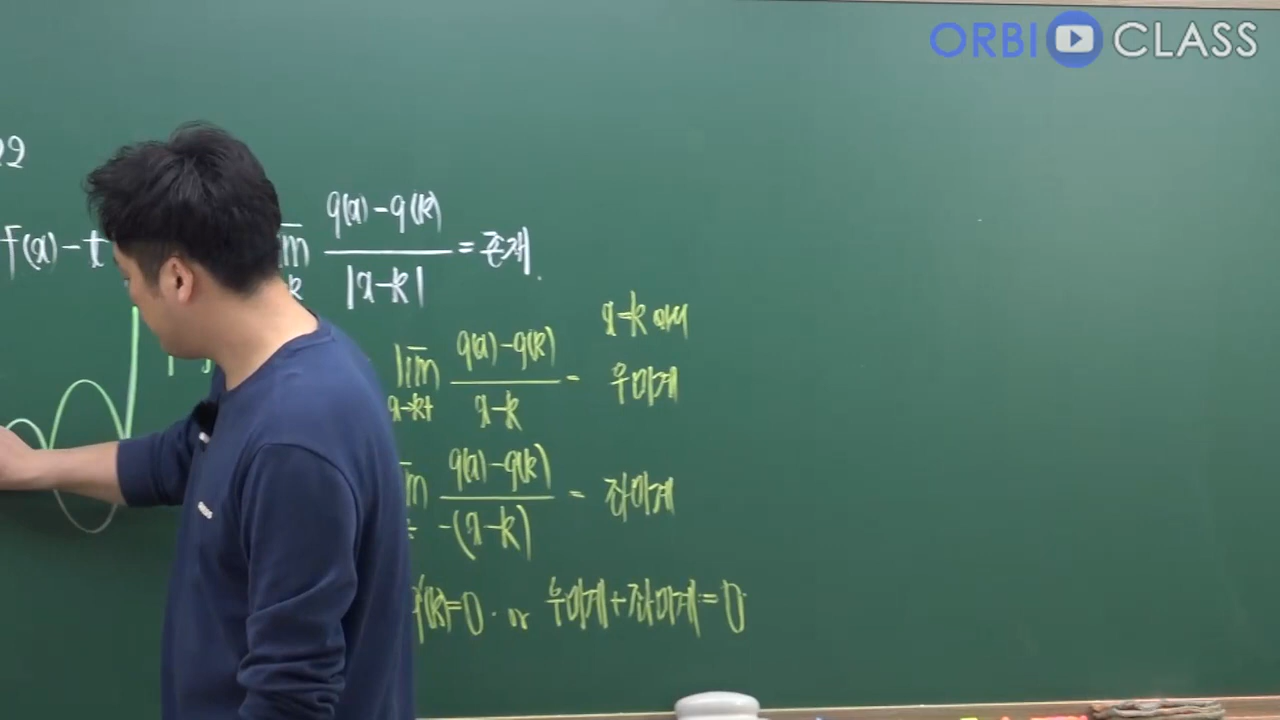 ORBI CLASS
22
f(x)-t
lim x→k g(x)-g(k) / |x-k| = 존재.
x=k에서
lim x→k+ g(x)-g(k) / x-k = 우미계
g(x)-g(k) / -(x-k) = 좌미계
g'(k)=0. or 우미계+좌미계=0